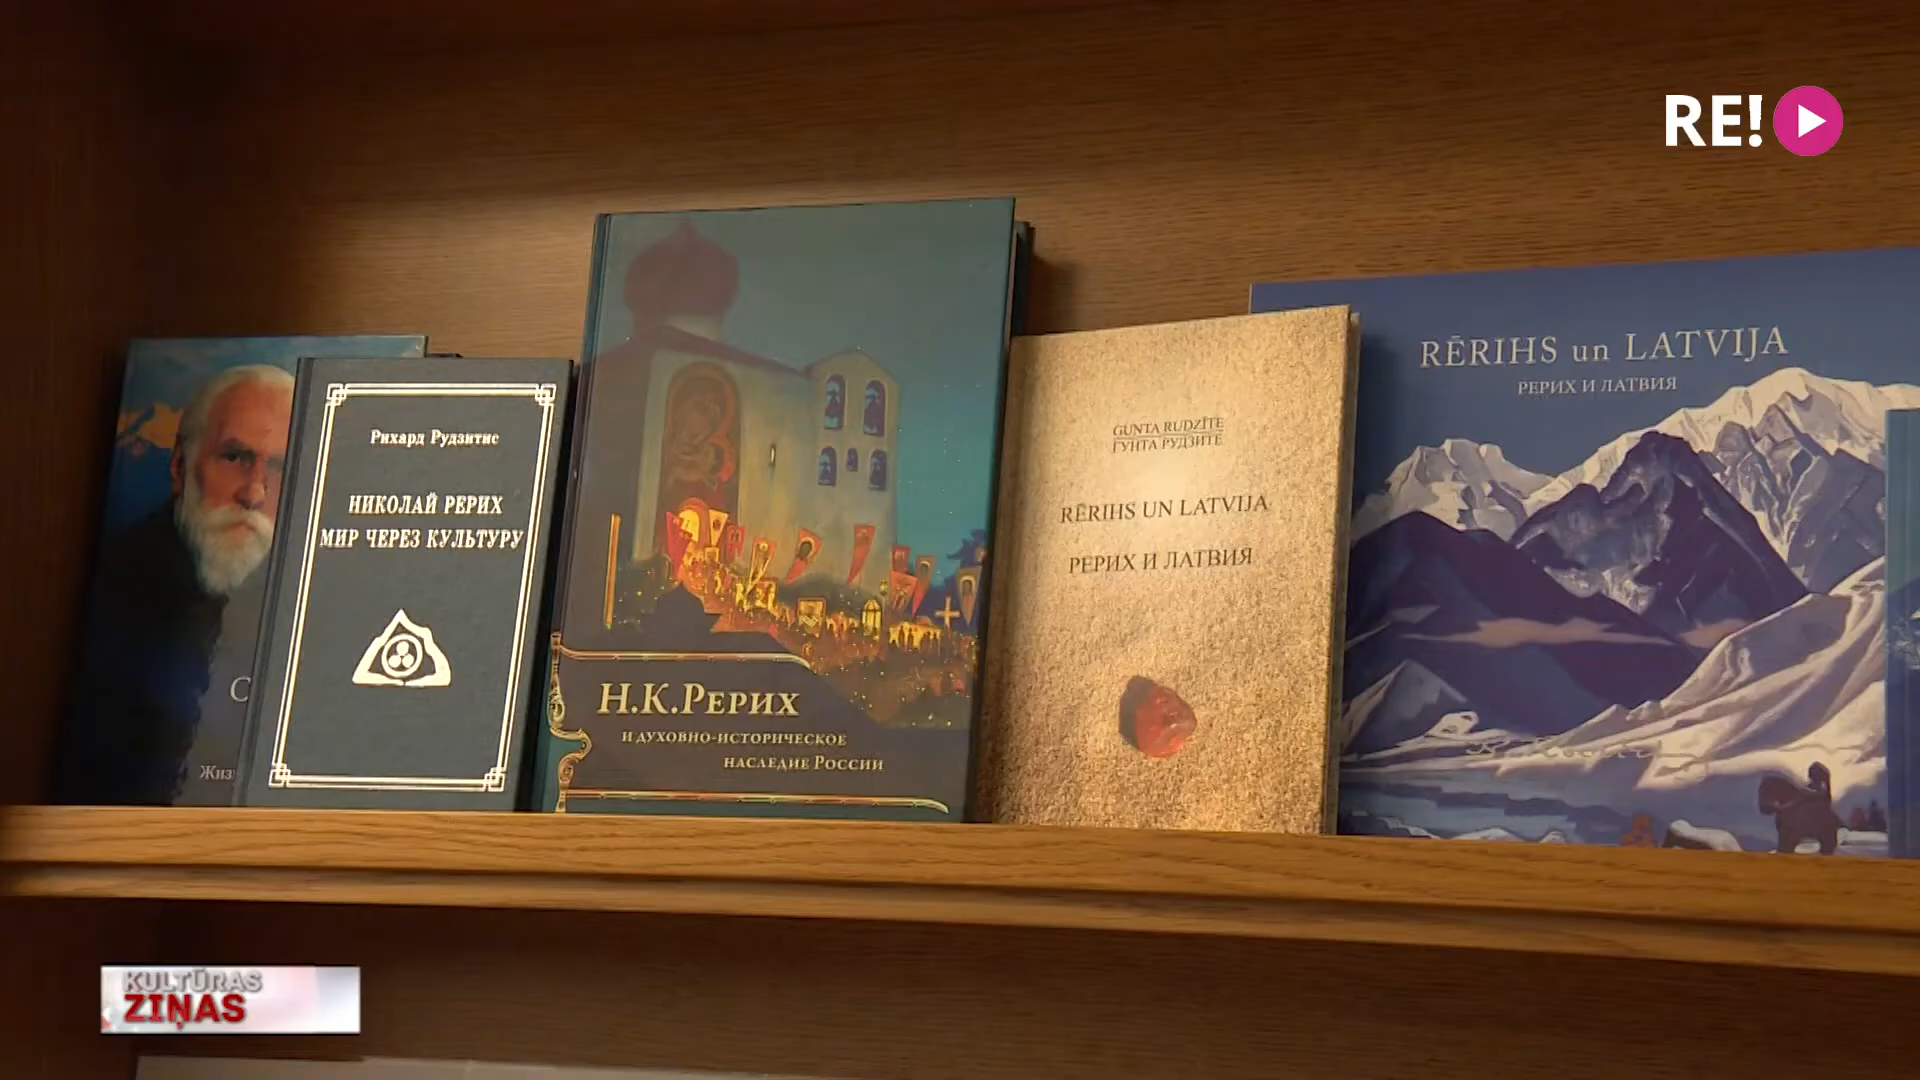 RE!
Рихард Рудзитис
НИКОЛАЙ РЕРИХ
МИР ЧЕРЕЗ КУЛЬТУРУ
Н.К.РЕРИХ
И ДУХОВНО-ИСТОРИЧЕСКОЕ
НАСЛЕДИЕ РОССИИ
GUNTA RUDZĪTE
ГУНТА РУДЗИТЕ
RĒRIHS UN LATVIJA
РЕРИХ И ЛАТВИЯ
RĒRIHS un LATVIJA
РЕРИХ И ЛАТВИЯ
KULTŪRAS
ZIŅAS